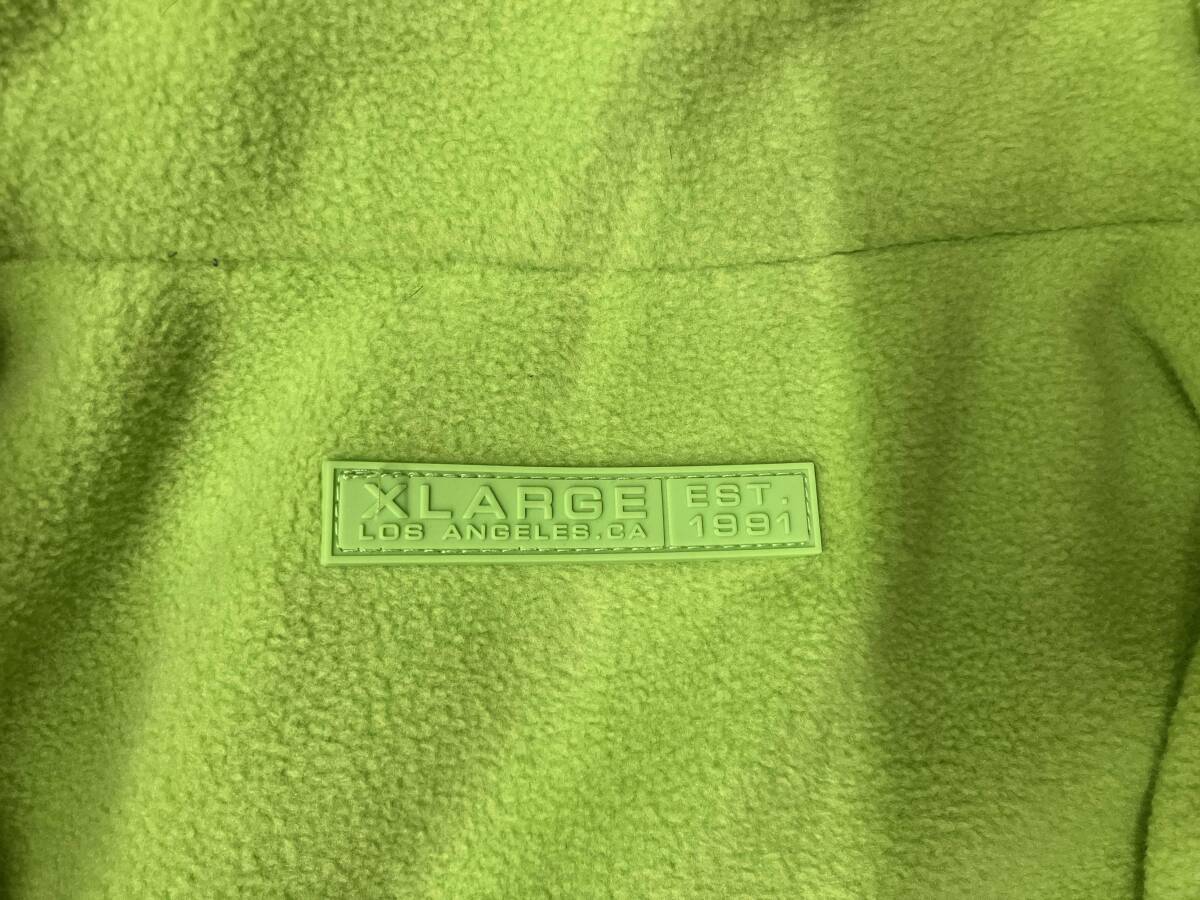 XLARGE
LOS ANGELES.CA
EST.
1991